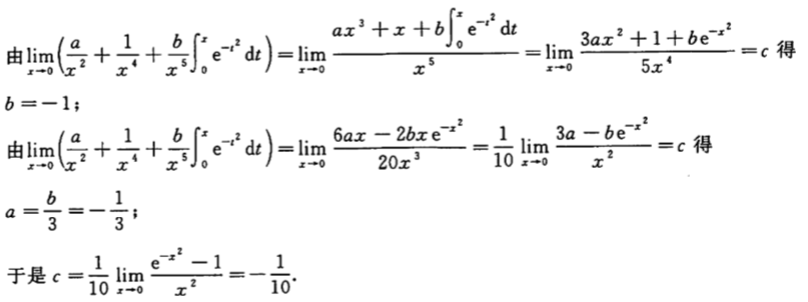 由$\lim_{x \to 0}\left(\frac{a}{x^2}+\frac{1}{x^4}+\frac{b}{x^5}\int_0^x e^{-t^2}dt\right)=\lim_{x \to 0}\frac{ax^3+x+b\int_0^x e^{-t^2}dt}{x^5}=\lim_{x \to 0}\frac{3ax^2+1+be^{-x^2}}{5x^4}=c$ 得
$b=-1$;
由$\lim_{x \to 0}\left(\frac{a}{x^2}+\frac{1}{x^4}+\frac{b}{x^5}\int_0^x e^{-t^2}dt\right)=\lim_{x \to 0}\frac{6ax-2bxe^{-x^2}}{20x^3}=\frac{1}{10}\lim_{x \to 0}\frac{3a-be^{-x^2}}{x^2}=c$ 得
$a=\frac{b}{3}=-\frac{1}{3}$;
于是 $c=\frac{1}{10}\lim_{x \to 0}\frac{e^{-x^2}-1}{x^2}=-\frac{1}{10}$.